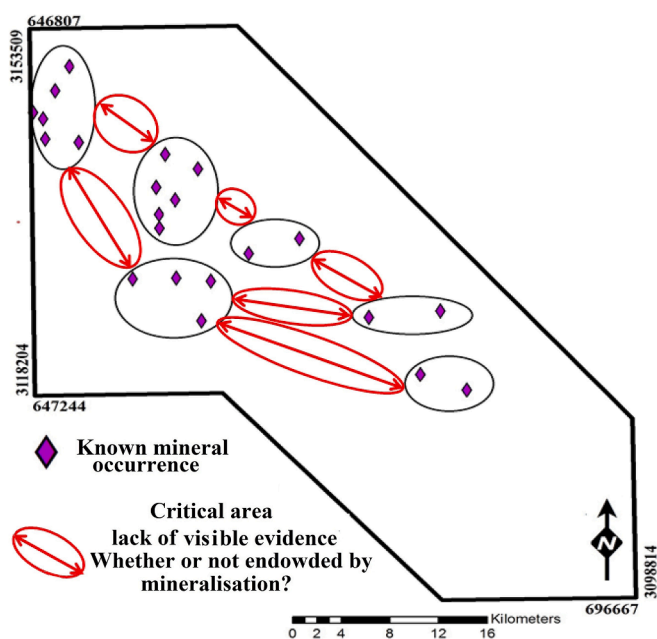 646807
3153509
3118204
647244
Known mineral
occurrence
Critical area
lack of visible evidence
Whether or not endowded by
mineralisation?
N
3098814
696667
Kilometers
0 2 4 8 12 16